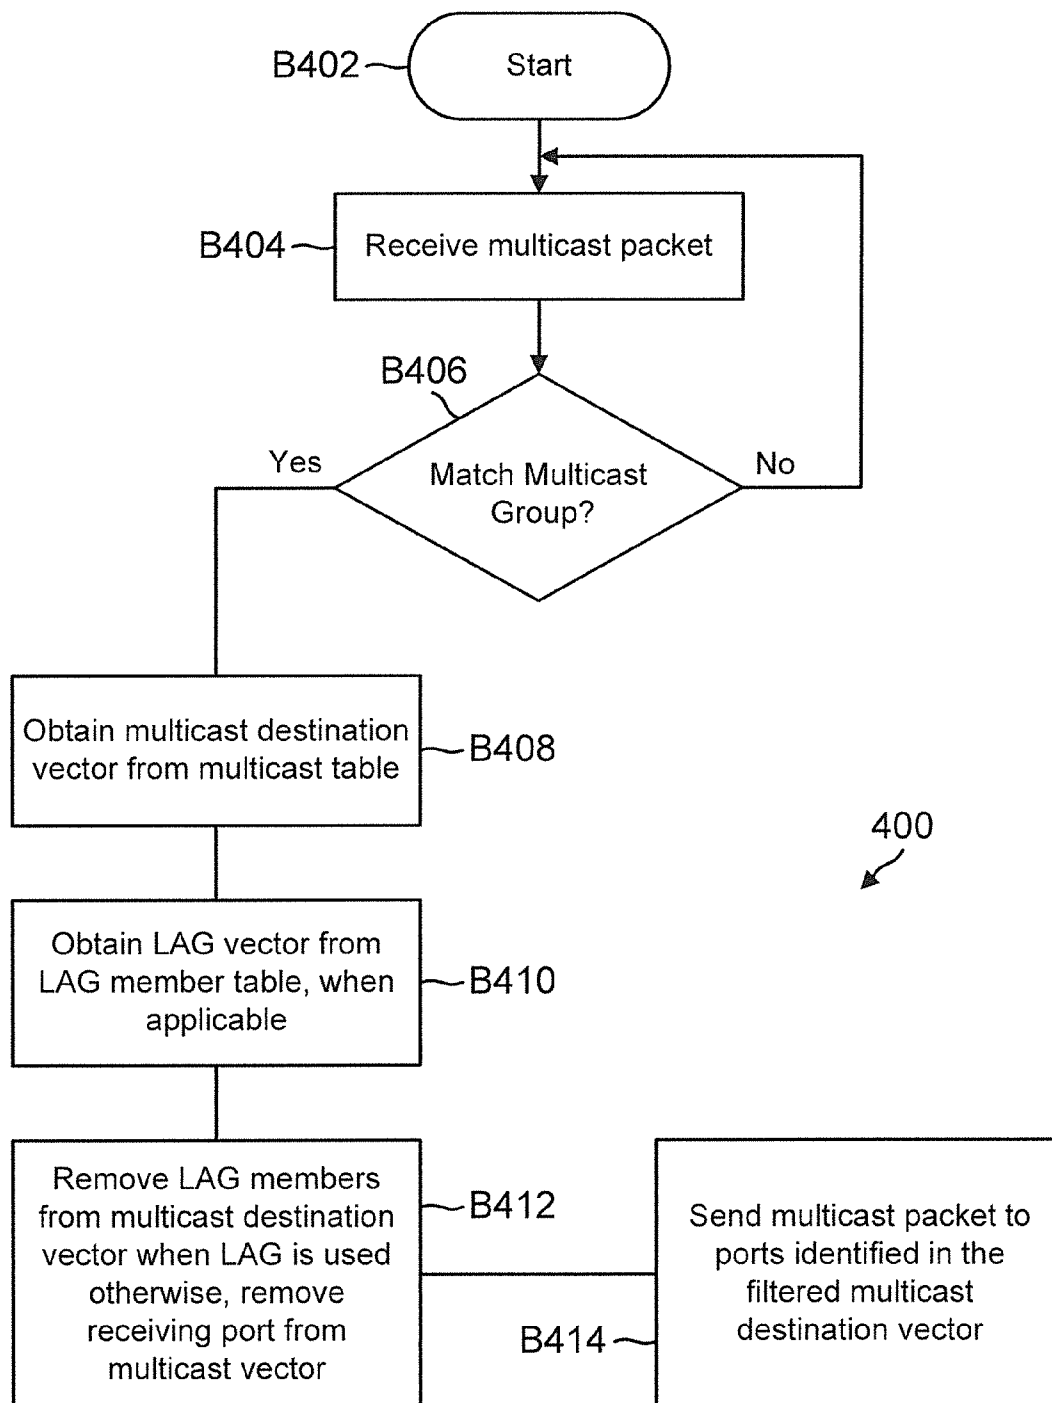 B402
Start
B404
Receive multicast packet
B406
Yes
Match Multicast
Group?
No
Obtain multicast destination
vector from multicast table
B408
400
Obtain LAG vector from
LAG member table, when
applicable
B410
Remove LAG members
from multicast destination
vector when LAG is used
otherwise, remove
receiving port from
multicast vector
B412
Send multicast packet to
ports identified in the
filtered multicast
destination vector
B414